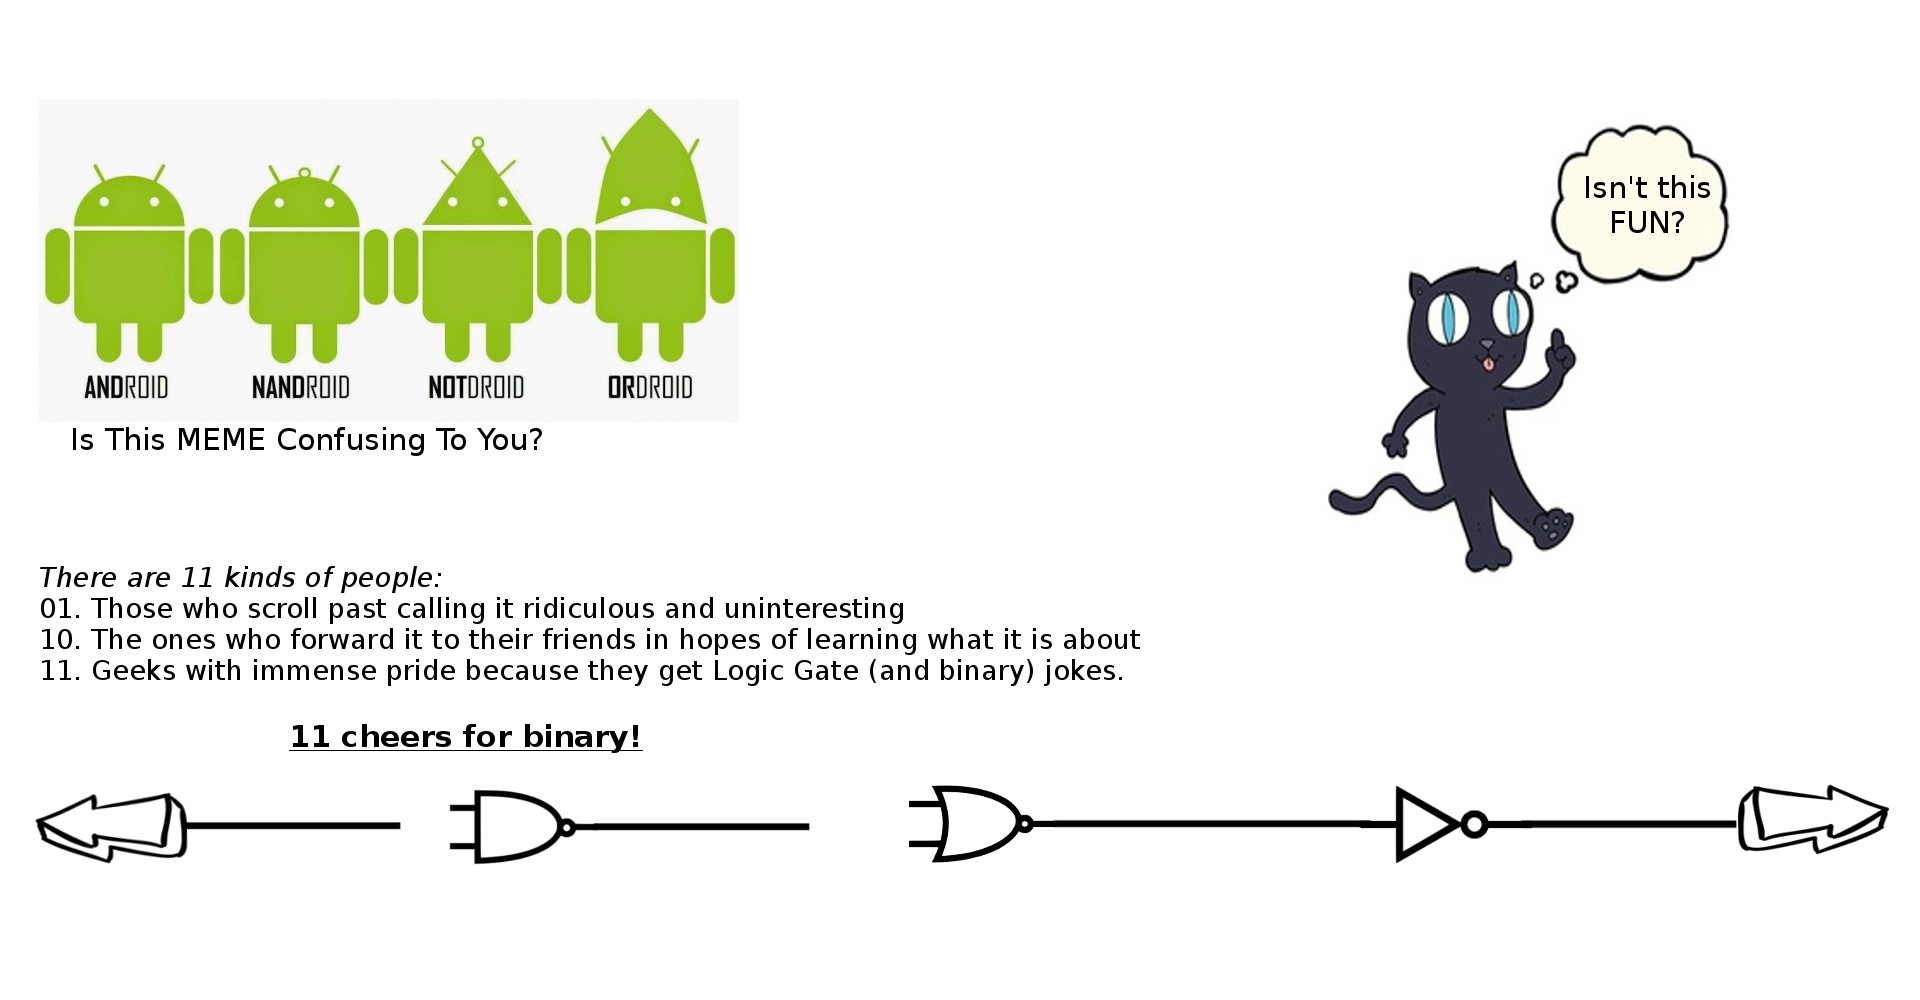 ANDROID NANDROID NOTDROID ORDROID
Is This MEME Confusing To You?
Isn't this
FUN?
There are 11 kinds of people:
01. Those who scroll past calling it ridiculous and uninteresting
10. The ones who forward it to their friends in hopes of learning what it is about
11. Geeks with immense pride because they get Logic Gate (and binary) jokes.
11 cheers for binary!